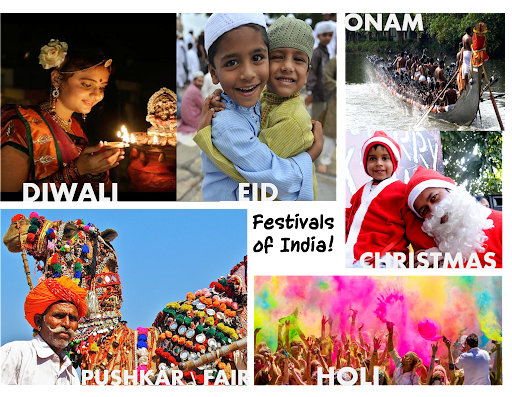 ONAM
DIWALI
EID
Festivals
of India!
CHRISTMAS
PUSHKAR FAIR
HOLI